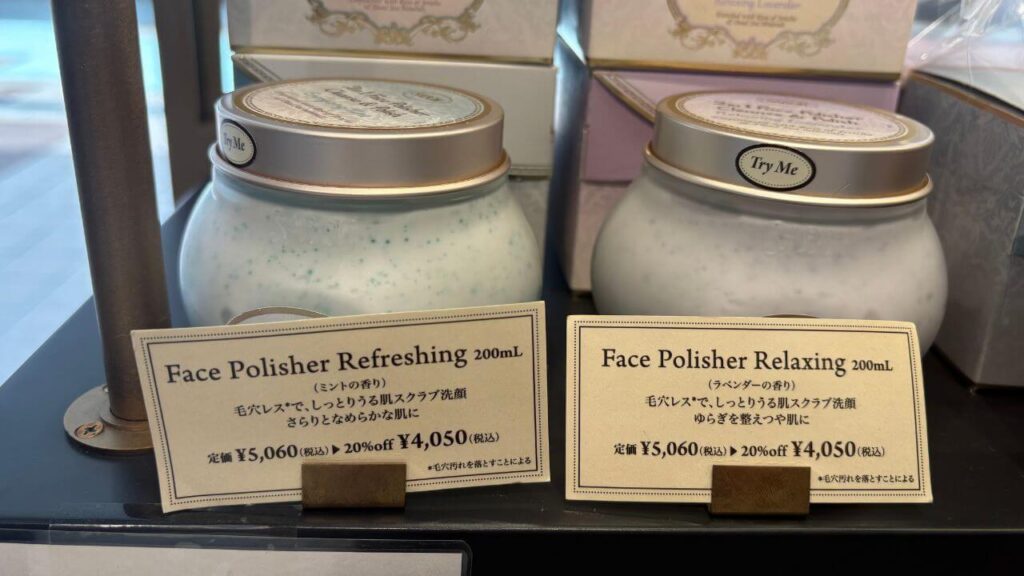 Relaxing Lavender
Try Me
Try Me
Face Polisher Refreshing 200mL
(ミントの香り)
毛穴レス*で、しっとりうる肌スクラブ洗顔
さらりとなめらかな肌に
定価 ¥5,060(税込)▶20%off ¥4,050(税込)
*毛穴汚れを落とすことによる
Face Polisher Relaxing 200mL
(ラベンダーの香り)
毛穴レス*で、しっとりうる肌スクラブ洗顔
ゆらぎを整えつや肌に
定価 ¥5,060(税込)▶20%off ¥4,050(税込)
*毛穴汚れを落とすことによる